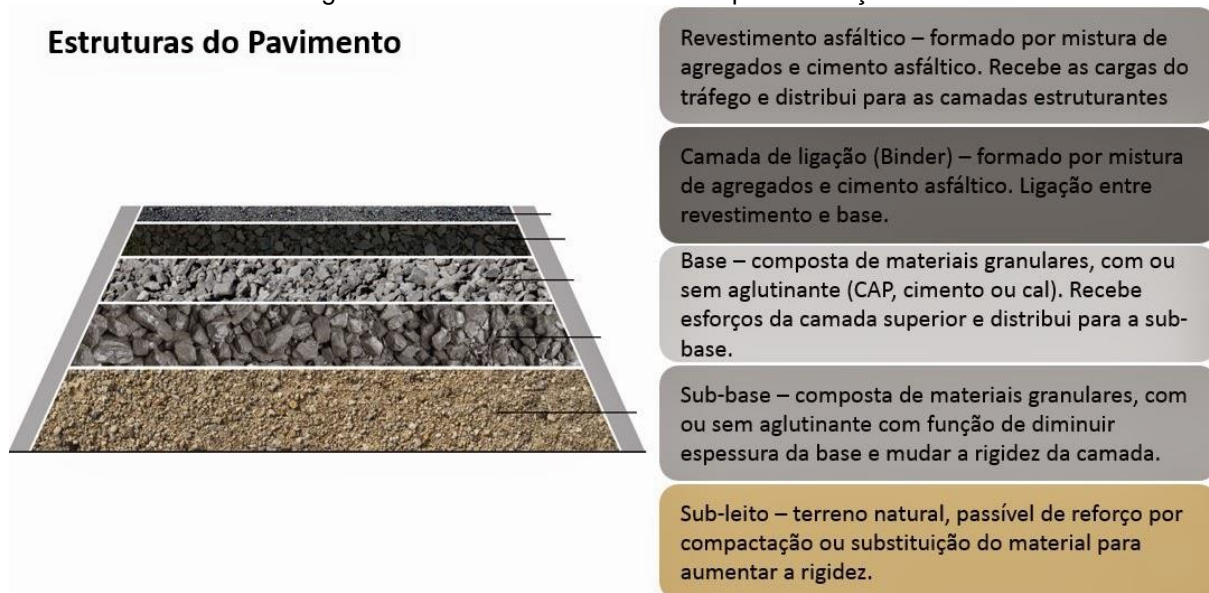 Estruturas do Pavimento
Revestimento asfáltico – formado por mistura de
agregados e cimento asfáltico. Recebe as cargas do
tráfego e distribui para as camadas estruturantes
Camada de ligação (Binder) – formado por mistura
de agregados e cimento asfáltico. Ligação entre
revestimento e base.
Base – composta de materiais granulares, com ou
sem aglutinante (CAP, cimento ou cal). Recebe
esforços da camada superior e distribui para a sub-
base.
Sub-base – composta de materiais granulares, com
ou sem aglutinante com função de diminuir
espessura da base e mudar a rigidez da camada.
Sub-leito – terreno natural, passível de reforço por
compactação ou substituição do material para
aumentar a rigidez.